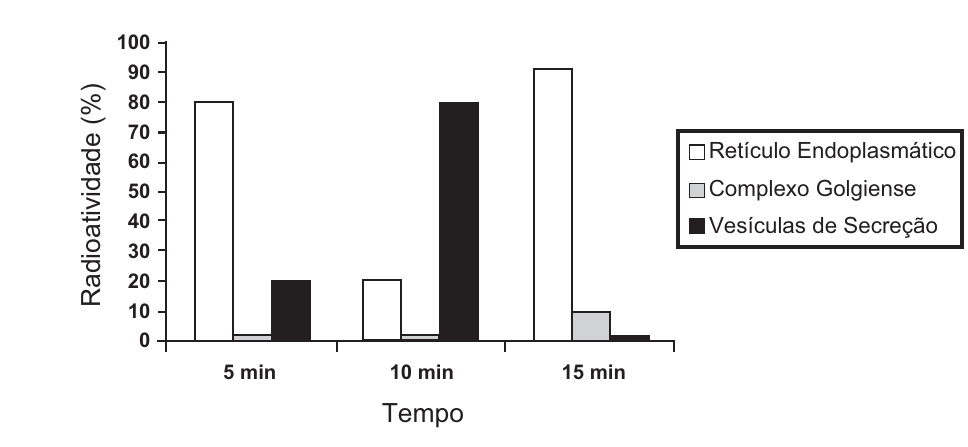 100
90
80
70
60
50
40
30
20
10
0
Radioatividade (%)
5 min
10 min
15 min
Tempo
Retículo Endoplasmático
Complexo Golgiense
Vesículas de Secreção